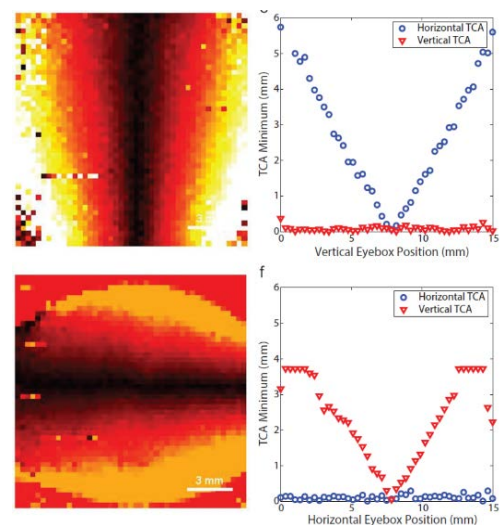 Horizontal TCA
Vertical TCA
TCA Minimum (mm)
6
5
4
3
2
1
0
0
5
10
15
Vertical Eyebox Position (mm)
3 mm
f
Horizontal TCA
Vertical TCA
TCA Minimum (mm)
6
5
4
3
2
1
0
0
5
10
15
Horizontal Eyebox Position (mm)